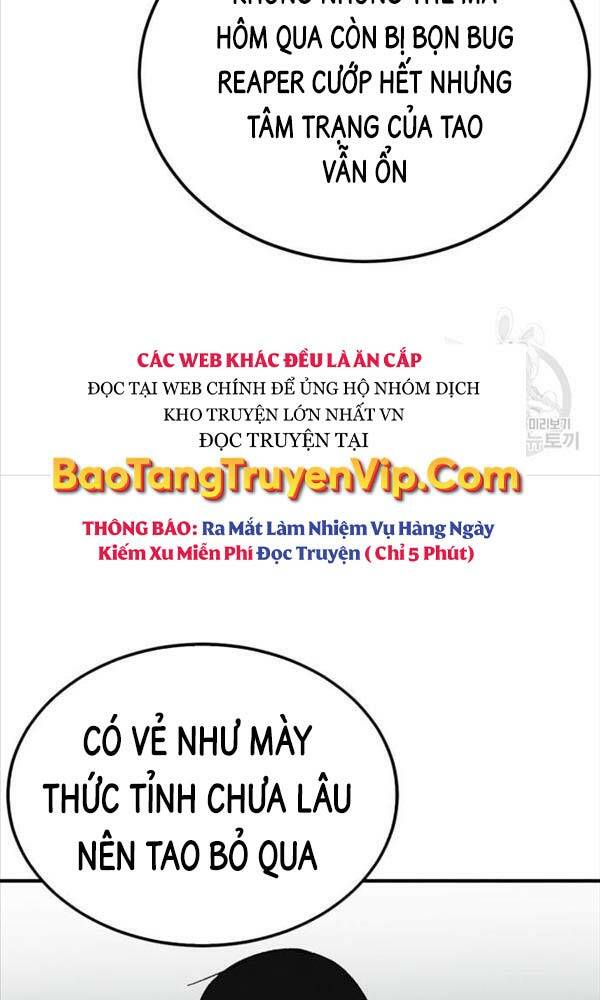 KHÔNG NHỮNG THẾ MÀ
HÔM QUA CÒN BỊ BỌN BUG
REAPER CƯỚP HẾT NHƯNG
TÂM TRẠNG CỦA TAO
VẪN ỔN
CÁC WEB KHÁC ĐỀU LÀ ĂN CẮP
ĐỌC TẠI WEB CHÍNH ĐỂ ỦNG HỘ NHÓM DỊCH
KHO TRUYỆN LỚN NHẤT VN
ĐỌC TRUYỆN TẠI
미리보기
뉴토끼
BaoTangTruyenVip.Com
THÔNG BÁO: Ra Mắt Làm Nhiệm Vụ Hàng Ngày
Kiếm Xu Miễn Phí Đọc Truyện ( Chỉ 5 Phút)
CÓ VẺ NHƯ MÀY
THỨC TỈNH CHƯA LÂU
NÊN TAO BỎ QUA